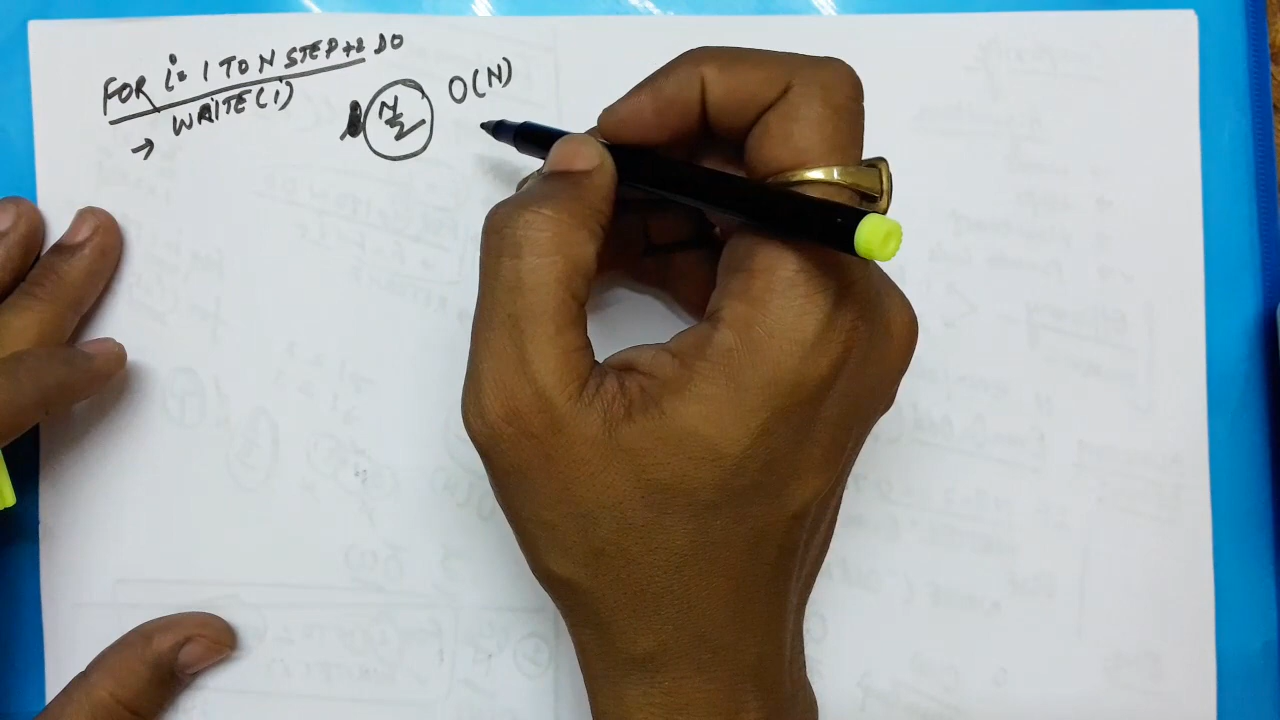 FOR i= 1 TO N STEP+2 DO
WRITE(i)
→
N/2
O(N)